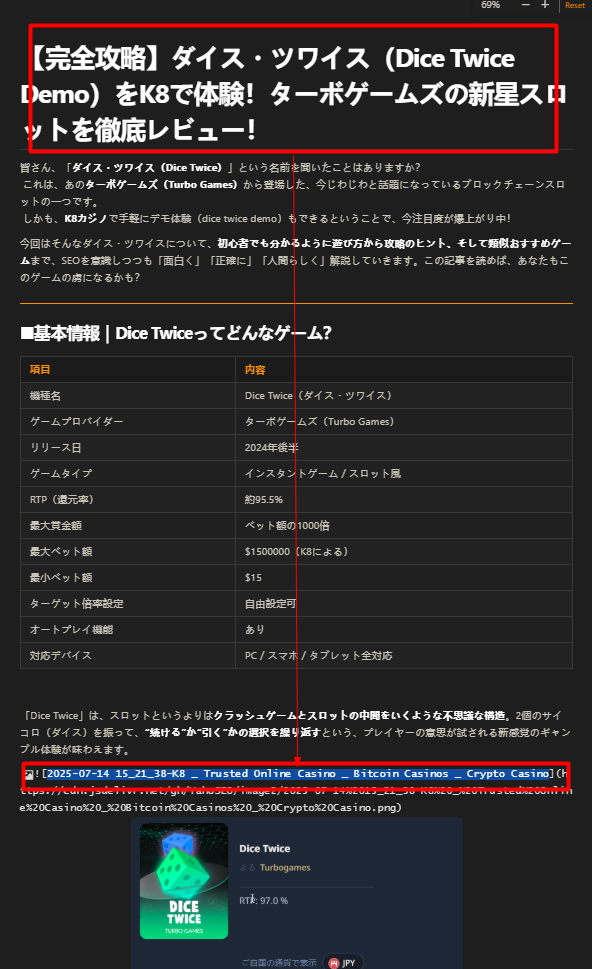 69%
Reset
【完全攻略】ダイス・ツワイス（Dice Twice
Demo）をK8で体験！ターボゲームズの新星スロ
ットを徹底レビュー！
皆さん、「ダイス・ツワイス（Dice Twice）」という名前を聞いたことはありますか？
これは、あのターボゲームズ（Turbo Games）から登場した、今じわじわと話題になっているブロックチェーンスロ
ットの一つです。
しかも、K8カジノで手軽にデモ体験（dice twice demo）もできるということで、今注目度が爆上がり中！
今回はそんなダイス・ツワイスについて、初心者でも分かるように遊び方から攻略のヒント、そして類似おすすめゲー
ムまで、SEOを意識しつつも「面白く」「正確に」「人間らしく」解説していきます。この記事を読めば、あなたもこ
のゲームの虜になるかも？
■基本情報｜Dice Twiceってどんなゲーム？
項目 内容
機種名 Dice Twice（ダイス・ツワイス）
ゲームプロバイダー ターボゲームズ（Turbo Games）
リリース日 2024年後半
ゲームタイプ インスタントゲーム / スロット風
RTP（還元率） 約95.5%
最大賞金額 ベット額の1000倍
最大ベット額 $1500000（K8による）
最小ベット額 $15
ターゲット倍率設定 自由設定可
オートプレイ機能 あり
対応デバイス PC / スマホ / タブレット全対応
「Dice Twice」は、スロットというよりはクラッシュゲームとスロットの中間をいくような不思議な構造。2個のサイ
コロ（ダイス）を振って、“続ける”か“引く”かの選択を繰り返すという、プレイヤーの意思が試される新感覚のギャン
ブル体験が味わえます。
![2025-07-14 15_21_38-K8 _ Trusted Online Casino _ Bitcoin Casinos _ Crypto Casino](h
ttps://cdn.jsdelivr.net/gh/YahoSEO/image2/2025-07-14%2015_21_38-K8%20_%20Trusted%20Onlin
e%20Casino%20_%20Bitcoin%20Casinos%20_%20Crypto%20Casino.png)
Dice Twice
よる Turbogames
RTP: 97.0 %
DICE
TWICE
TURBO GAMES
ご自国の通貨で表示 JPY